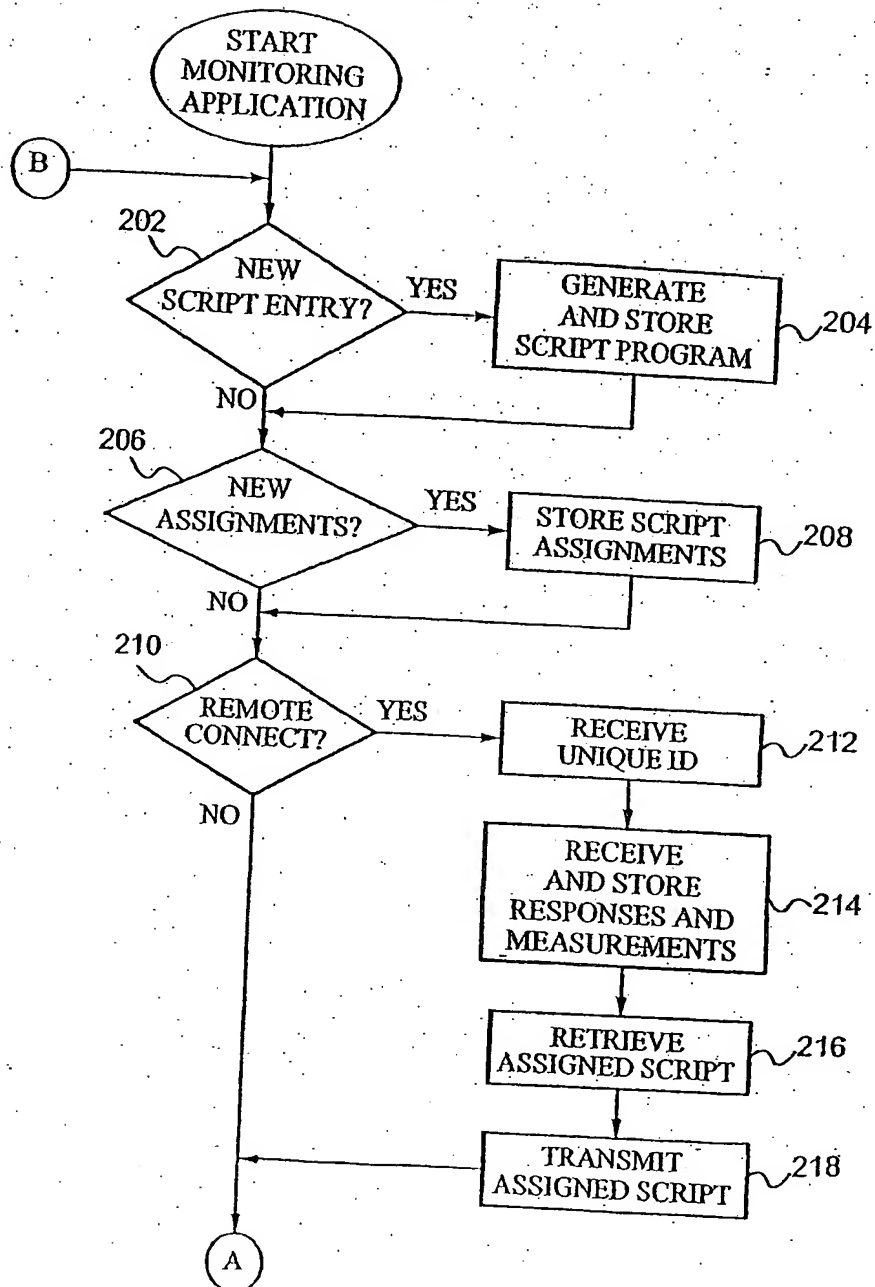 START
MONITORING
APPLICATION
B
202
NEW
SCRIPT ENTRY?
YES
GENERATE
AND STORE
SCRIPT PROGRAM
204
NO
206
NEW
ASSIGNMENTS?
YES
STORE SCRIPT
ASSIGNMENTS
208
NO
210
REMOTE
CONNECT?
YES
RECEIVE
UNIQUE ID
212
NO
RECEIVE
AND STORE
RESPONSES AND
MEASUREMENTS
214
RETRIEVE
ASSIGNED SCRIPT
216
TRANSMIT
ASSIGNED SCRIPT
218
A